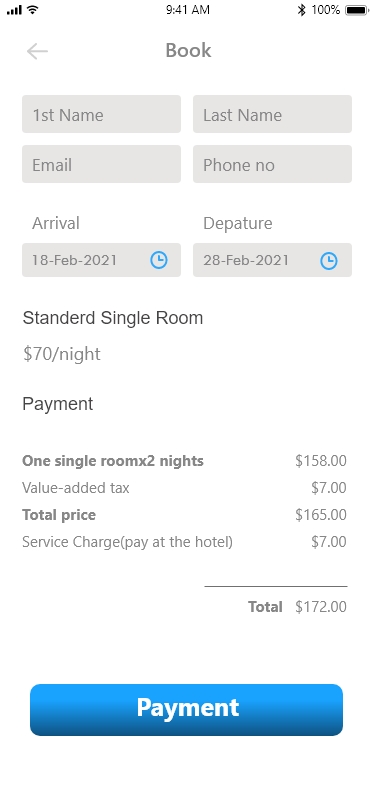 9:41 AM 100%
Book
1st Name Last Name
Email Phone no
Arrival Depature
18-Feb-2021 28-Feb-2021
Standerd Single Room
$70/night
Payment
One single roomx2 nights $158.00
Value-added tax $7.00
Total price $165.00
Service Charge(pay at the hotel) $7.00
Total $172.00
Payment